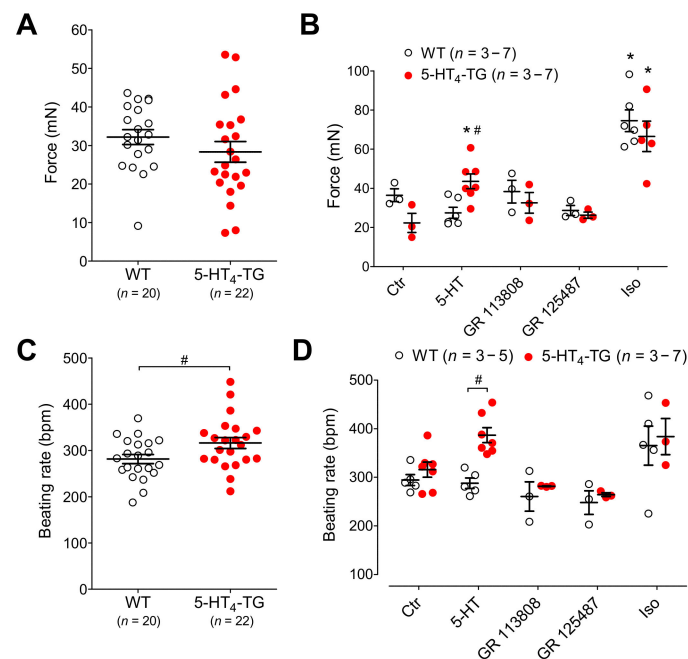 A
Force (mN)
60
50
40
30
20
10
0
WT
(n = 20)
5-HT4-TG
(n = 22)
B
WT (n = 3 – 7)
5-HT4-TG (n = 3 – 7)
Force (mN)
100
80
60
40
20
0
* #
*
*
Ctr
5-HT
GR 113808
GR 125487
Iso
C
Beating rate (bpm)
500
400
300
200
100
0
#
WT
(n = 20)
5-HT4-TG
(n = 22)
D
WT (n = 3 – 5)
5-HT4-TG (n = 3 – 7)
Beating rate (bpm)
500
400
300
200
100
#
Ctr
5-HT
GR 113808
GR 125487
Iso